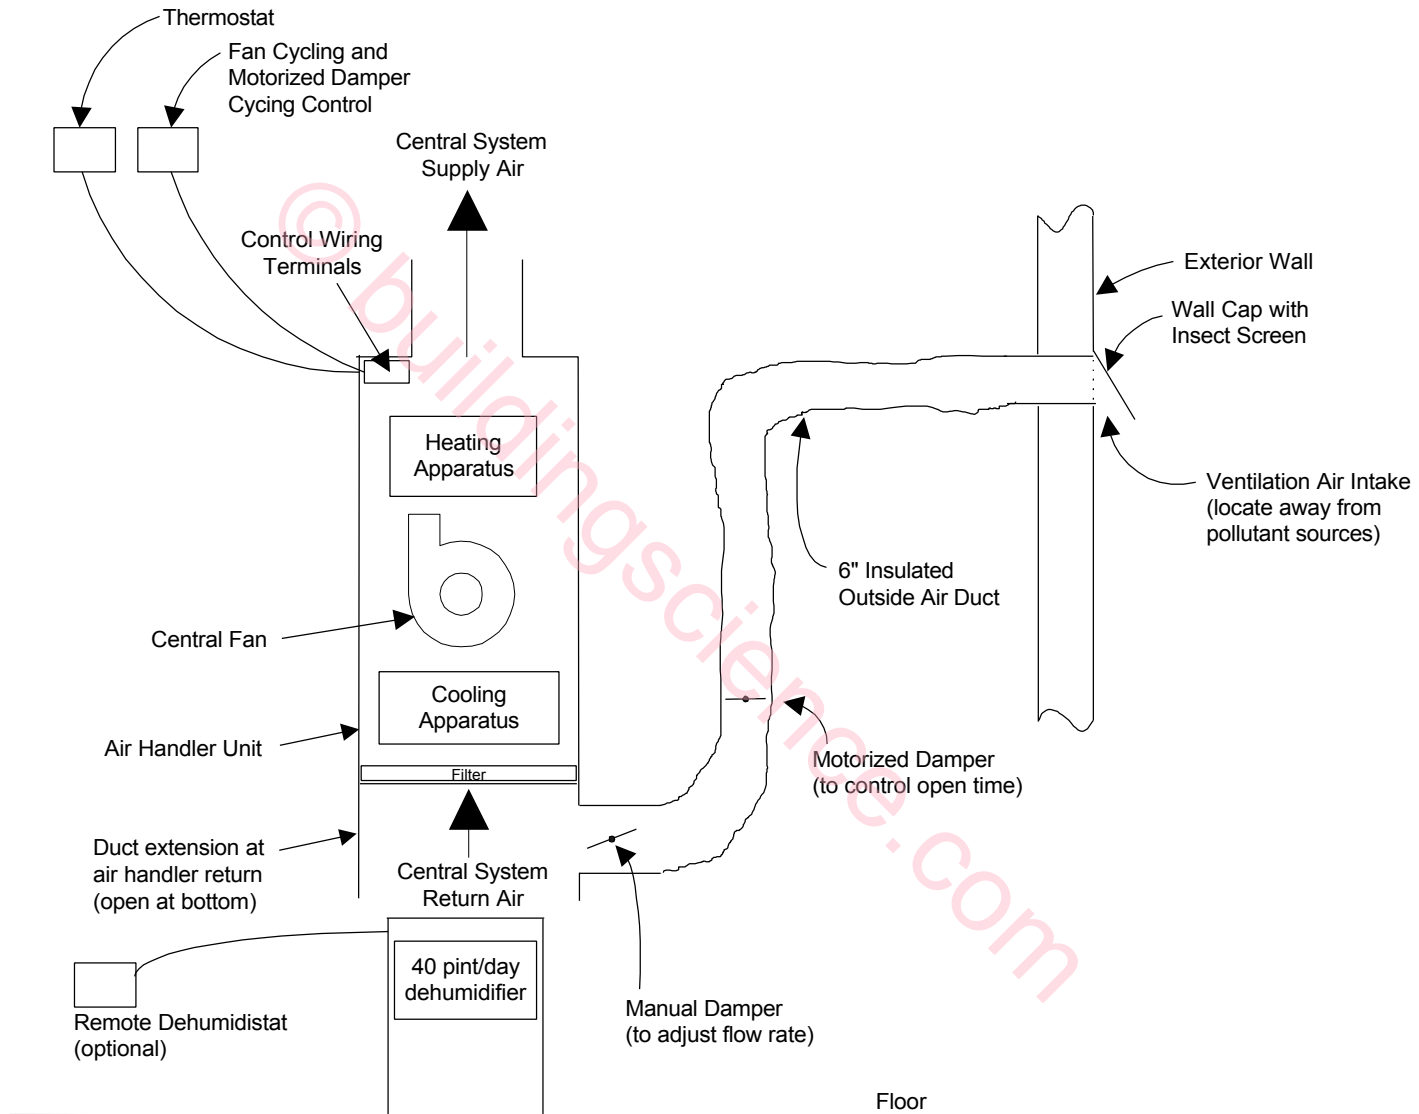 Thermostat
Fan Cycling and
Motorized Damper
Cycing Control
Central System
Supply Air
Control Wiring
Terminals
Exterior Wall
Wall Cap with
Insect Screen
Heating
Apparatus
Ventilation Air Intake
(locate away from
pollutant sources)
6" Insulated
Outside Air Duct
Central Fan
Cooling
Apparatus
Air Handler Unit
Motorized Damper
(to control open time)
Filter
Duct extension at
air handler return
(open at bottom)
Central System
Return Air
40 pint/day
dehumidifier
Remote Dehumidistat
(optional)
Manual Damper
(to adjust flow rate)
Floor
© buildingscience.com